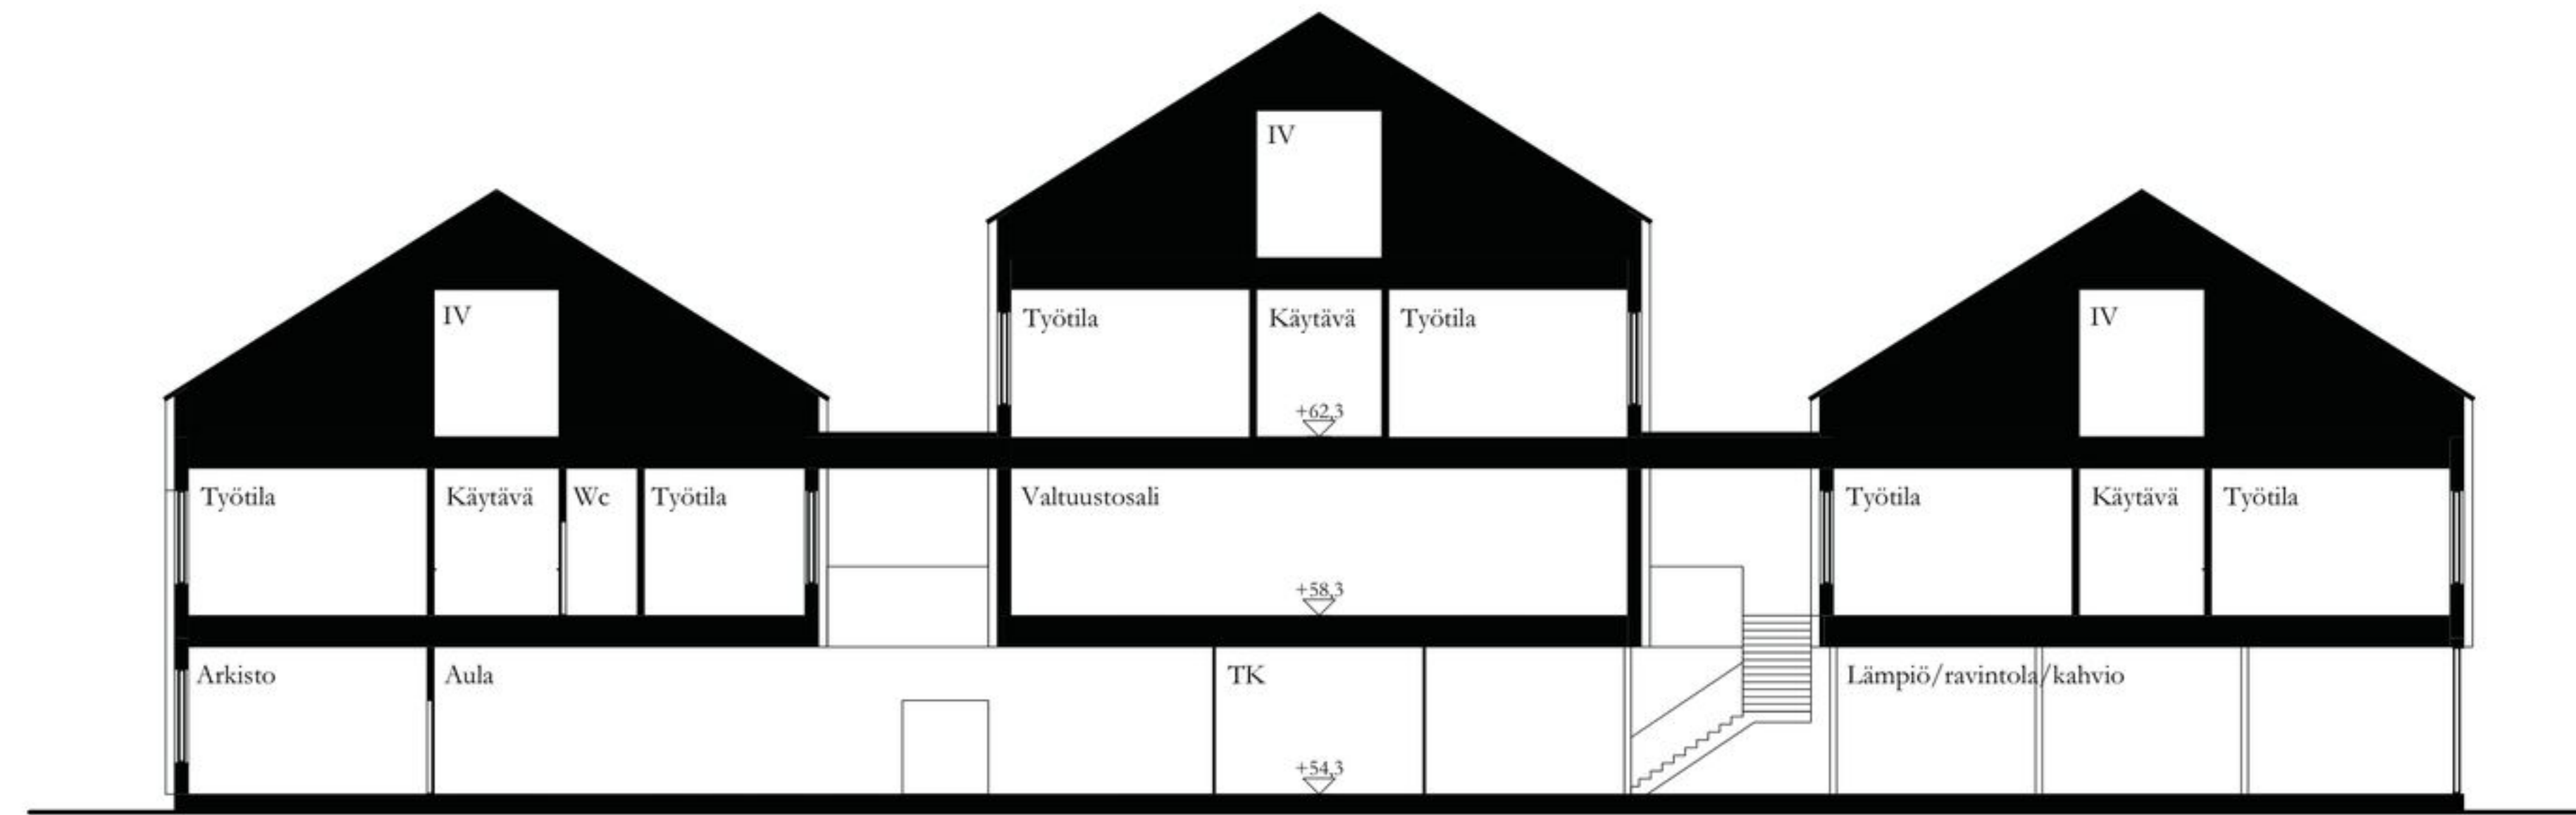 IV
IV
IV
Työtila
Käytävä
Työtila
+62,3
Työtila
Käytävä
Wc
Työtila
Valtuustosali
Työtila
Käytävä
Työtila
+58,3
Arkisto
Aula
TK
Lämpiö/ravintola/kahvio
+54,3